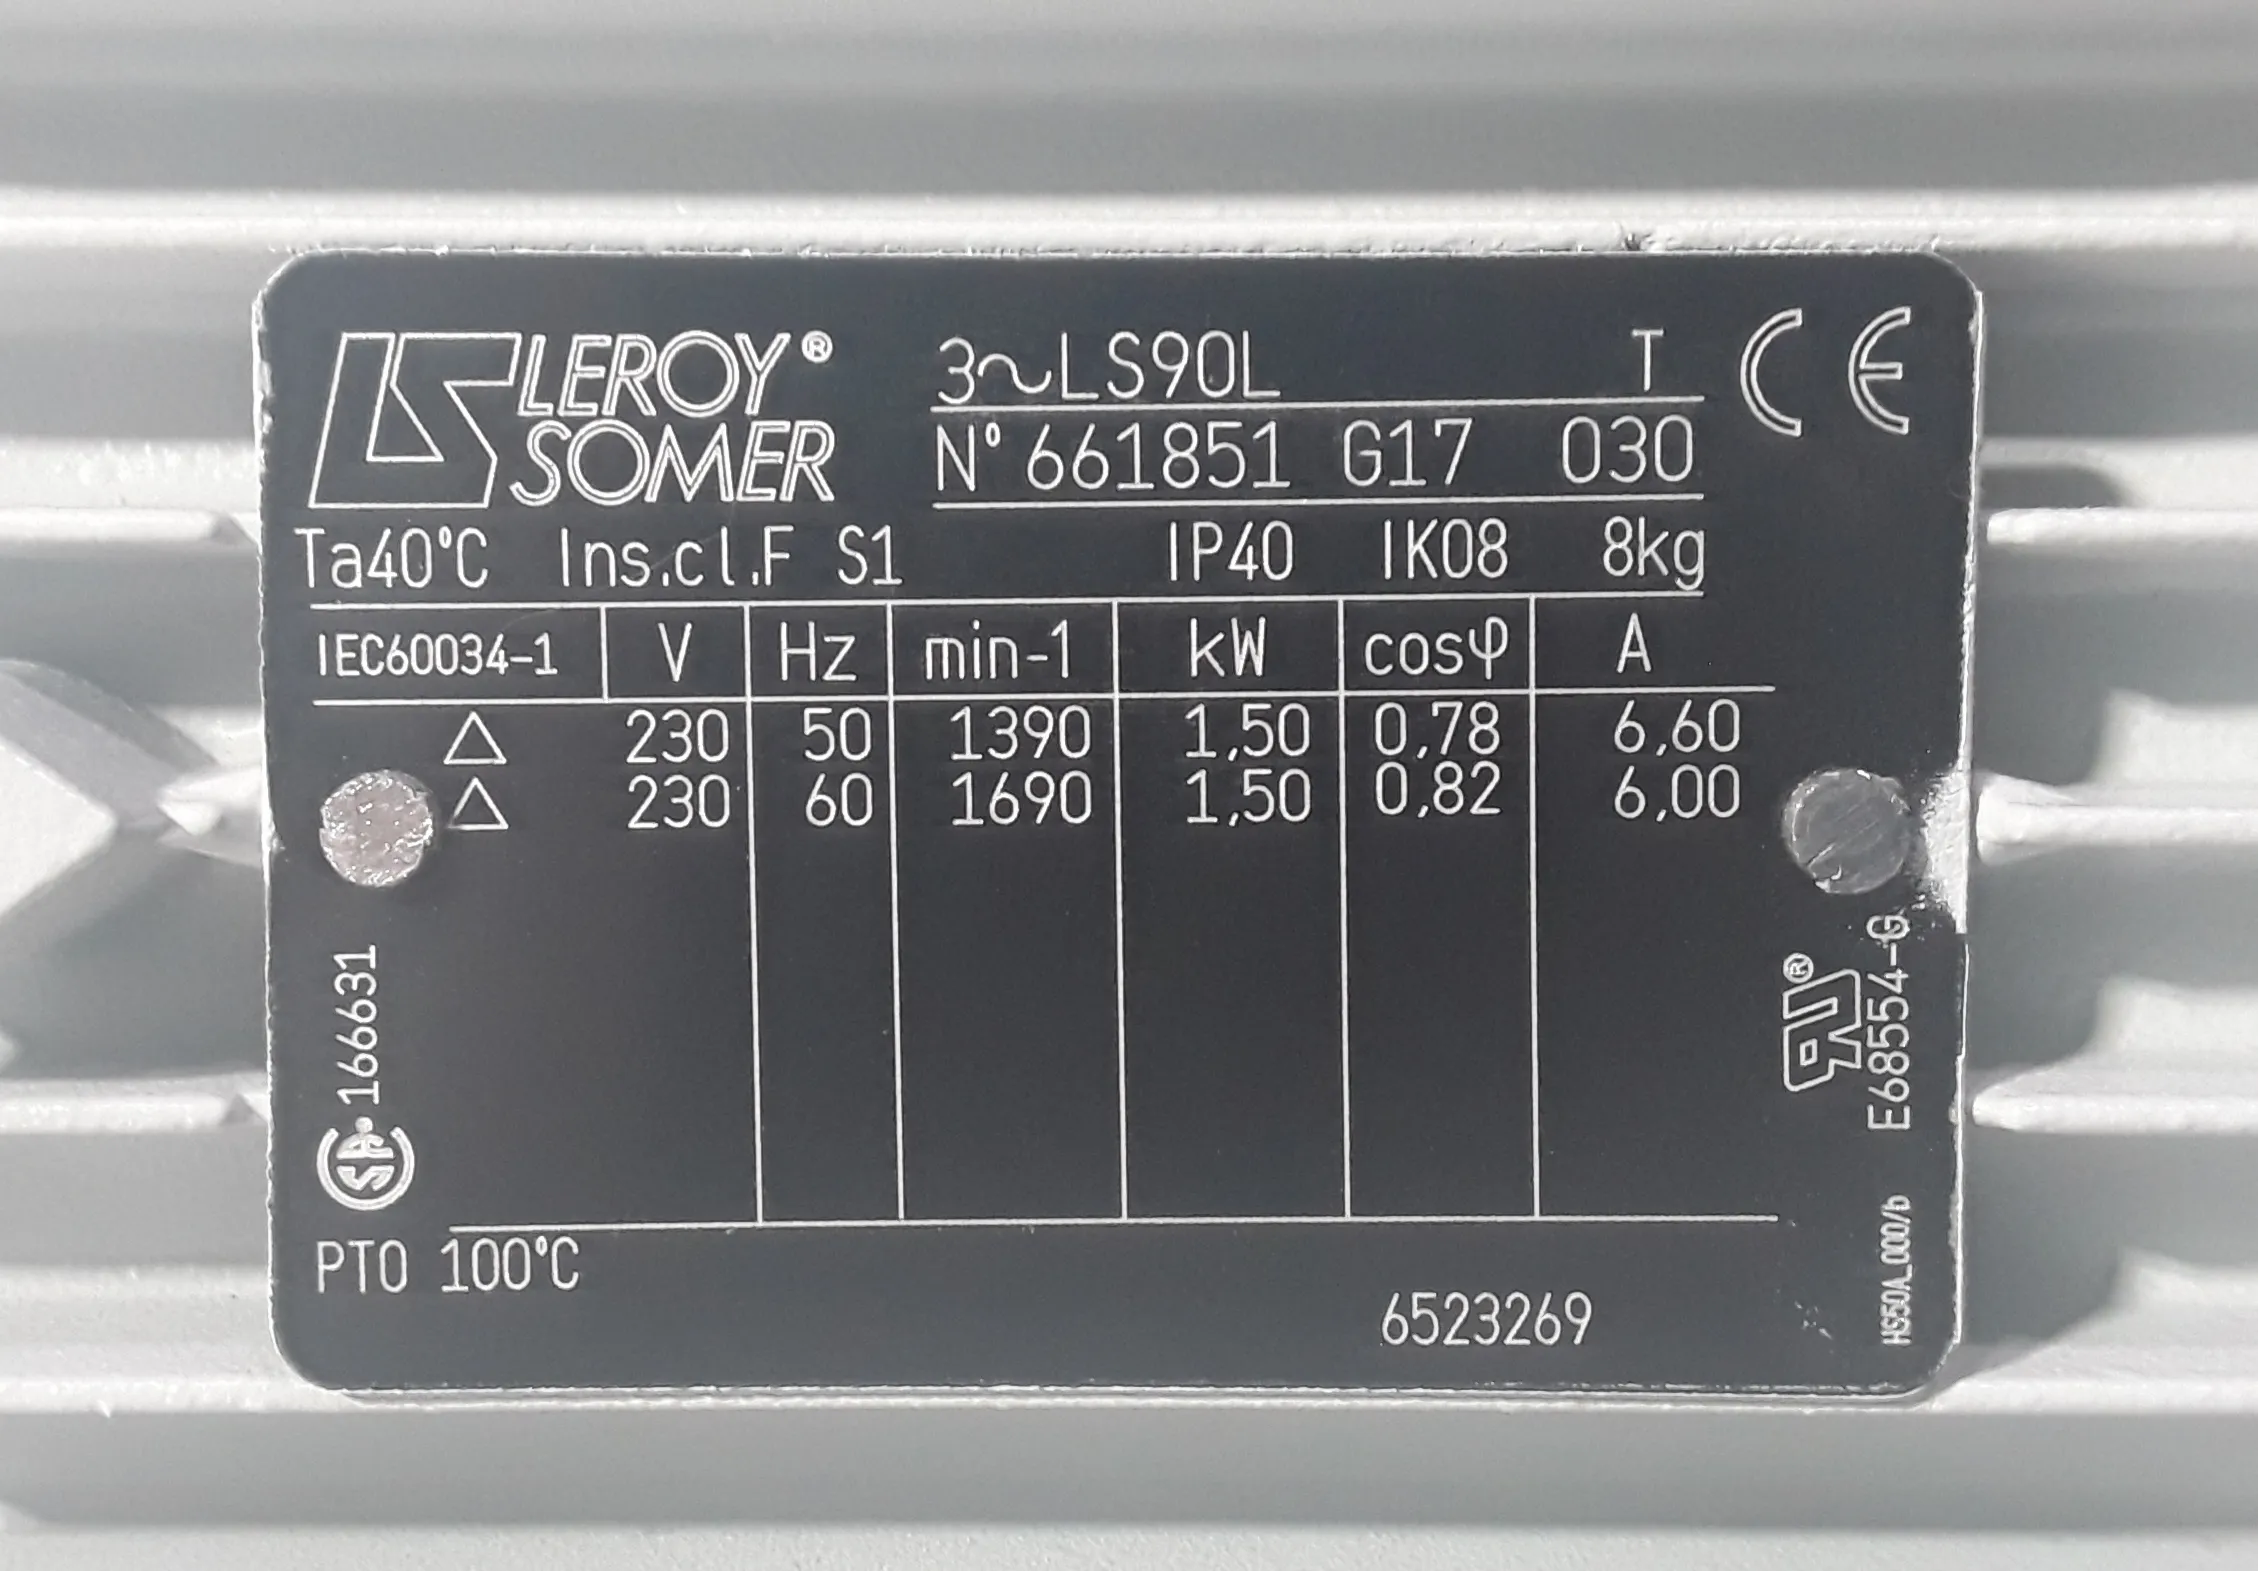 LEROY®
SOMER
3~LS90L T CE
N° 661851 G17 030
Ta40°C Ins.cl.F S1 IP40 IK08 8kg
IEC60034-1 V Hz min-1 kW cosφ A
△ 230 50 1390 1,50 0,78 6,60
△ 230 60 1690 1,50 0,82 6,00
166631
E68554-G
HS50A_000/b
PTO 100°C
6523269